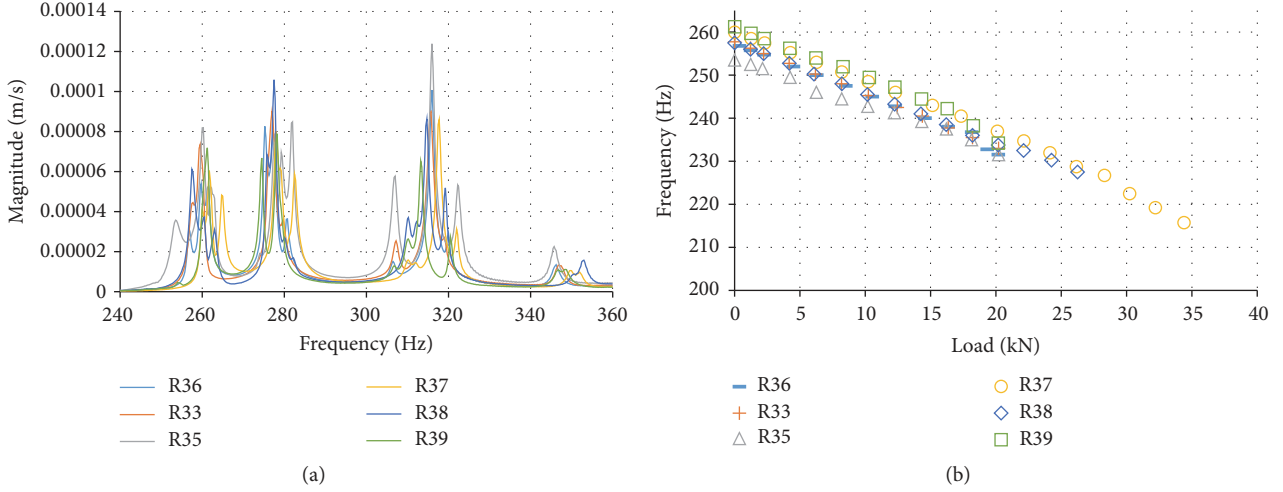 0.00014
0.00012
0.0001
0.00008
0.00006
0.00004
0.00002
0
Magnitude (m/s)
240 260 280 300 320 340 360
Frequency (Hz)
R36 R37
R33 R38
R35 R39
(a)
260
250
240
230
220
210
200
Frequency (Hz)
0 5 10 15 20 25 30 35 40
Load (kN)
R36 R37
R33 R38
R35 R39
(b)